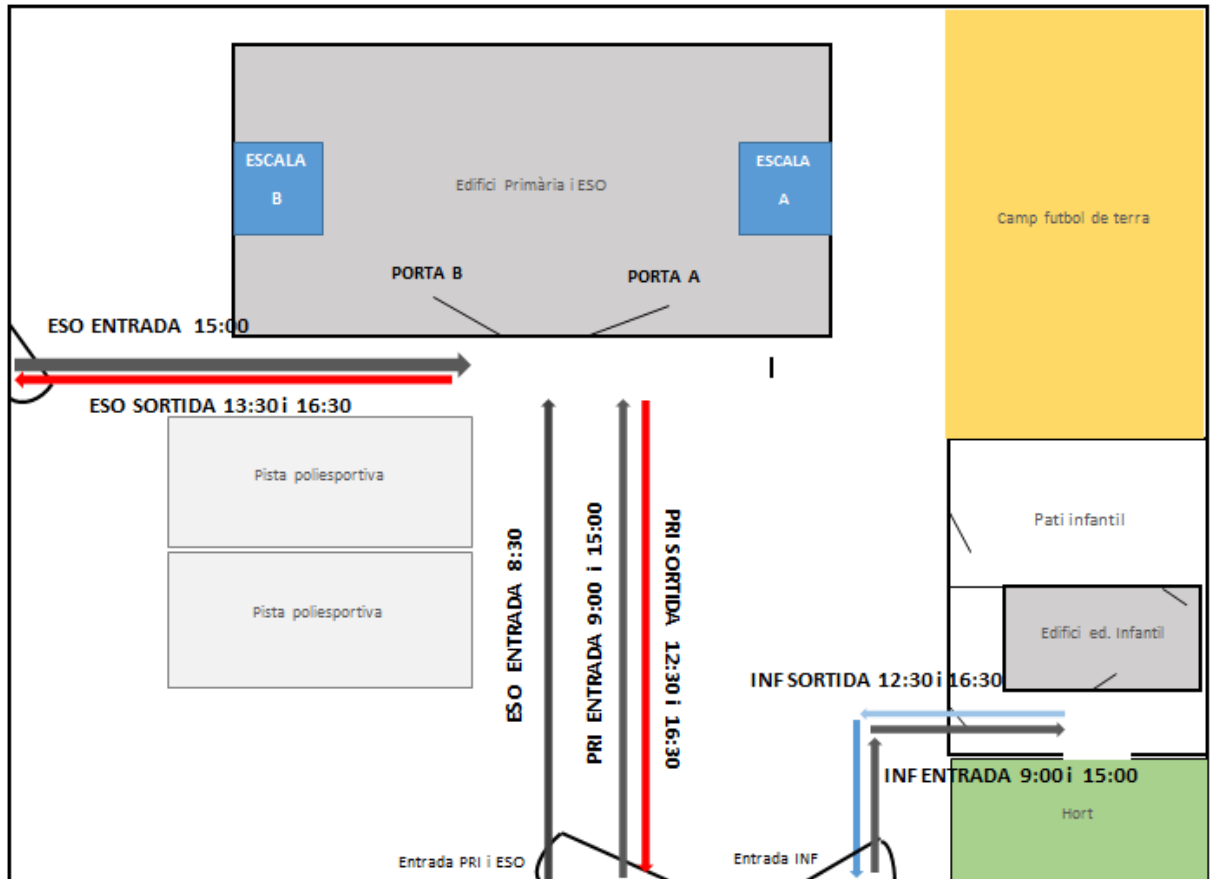 ESCALA
B
Edifici Primària i ESO
ESCALA
A
Camp futbol de terra
PORTA B
PORTA A
ESO ENTRADA 15:00
ESO SORTIDA 13:30 i 16:30
Pista poliesportiva
Pista poliesportiva
ESO ENTRADA 8:30
PRI ENTRADA 9:00 i 15:00
PRI SORTIDA 12:30 i 16:30
Pati infantil
Edifici ed. Infantil
INF SORTIDA 12:30 i 16:30
INF ENTRADA 9:00 i 15:00
Hort
Entrada PRI i ESO
Entrada INF